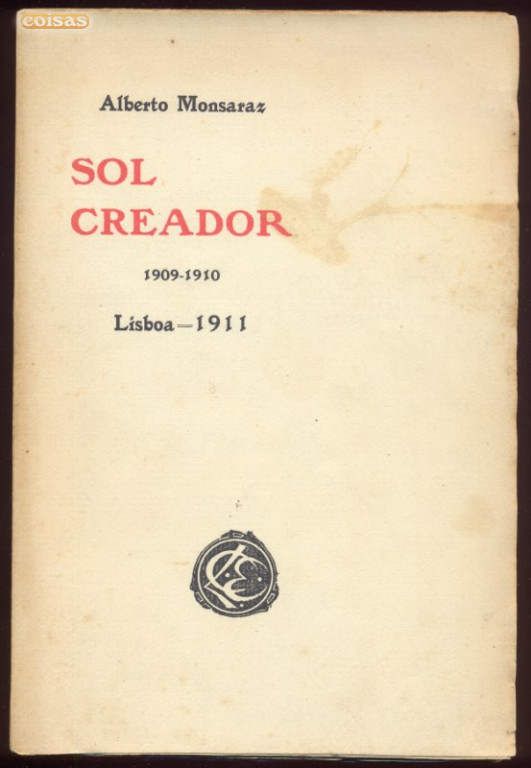 coisas
Alberto Monsaraz
SOL
CREADOR
1909-1910
Lisboa—1911